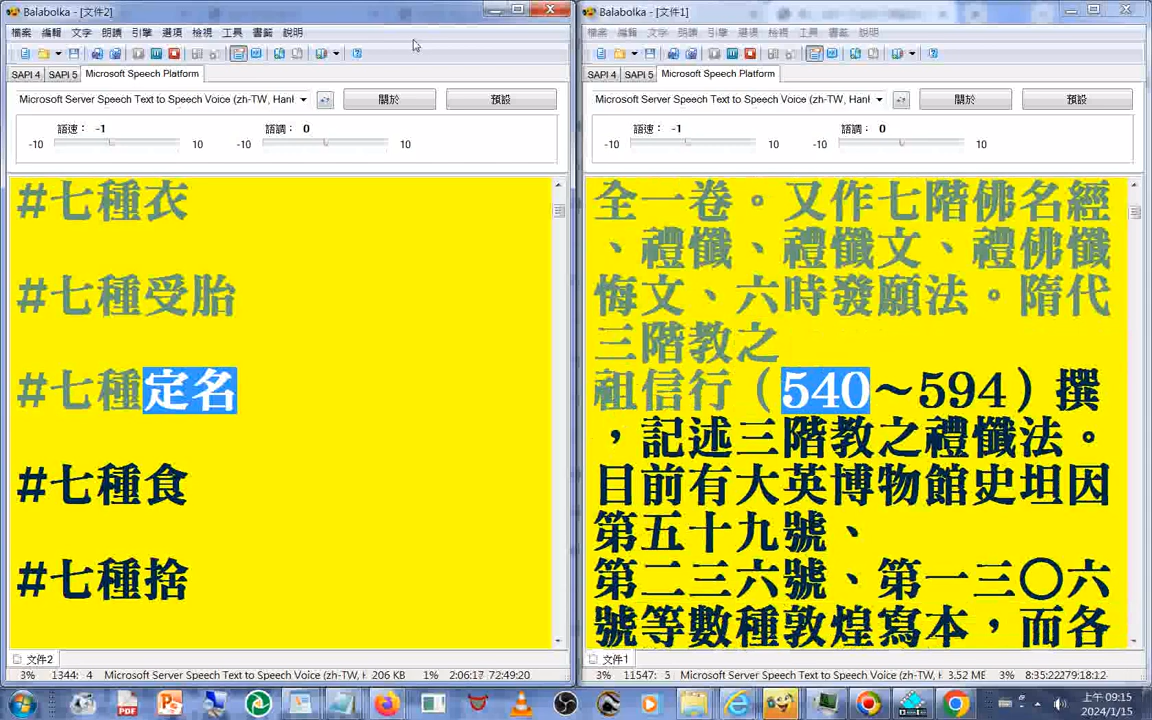 Balabolka - [文件2]
檔案 編輯 文字 朗讀 引擎 選項 檢視 工具 書籤 說明
SAPI 4 SAPI 5 Microsoft Speech Platform
Microsoft Server Speech Text to Speech Voice (zh-TW, Hanl
關於 預設
語速： -1 語調： 0
-10 10 -10 10
#七種衣
#七種受胎
#七種定名
#七種食
#七種捨
文件2
3% 1344: 4 Microsoft Server Speech Text to Speech Voice (zh-TW, Ha 206 KB 1% 2:06:17 72:49:20
Balabolka - [文件1]
檔案 編輯 文字 朗讀 引擎 選項 檢視 工具 書籤 說明
SAPI 4 SAPI 5 Microsoft Speech Platform
Microsoft Server Speech Text to Speech Voice (zh-TW, Hanl
關於 預設
語速： -1 語調： 0
-10 10 -10 10
全一卷。又作七階佛名經
、禮懺、禮懺文、禮佛懺
悔文、六時發願法。隋代
三階教之
祖信行（540～594）撰
，記述三階教之禮懺法。
目前有大英博物館史坦因
第五十九號、
第二三六號、第一三〇六
號等數種敦煌寫本，而各
文件1
3% 11547: 5 Microsoft Server Speech Text to Speech Voice (zh-TW, H 3.52 MB 3% 8:35:22279:18:12
上午 09:15
2024/1/15